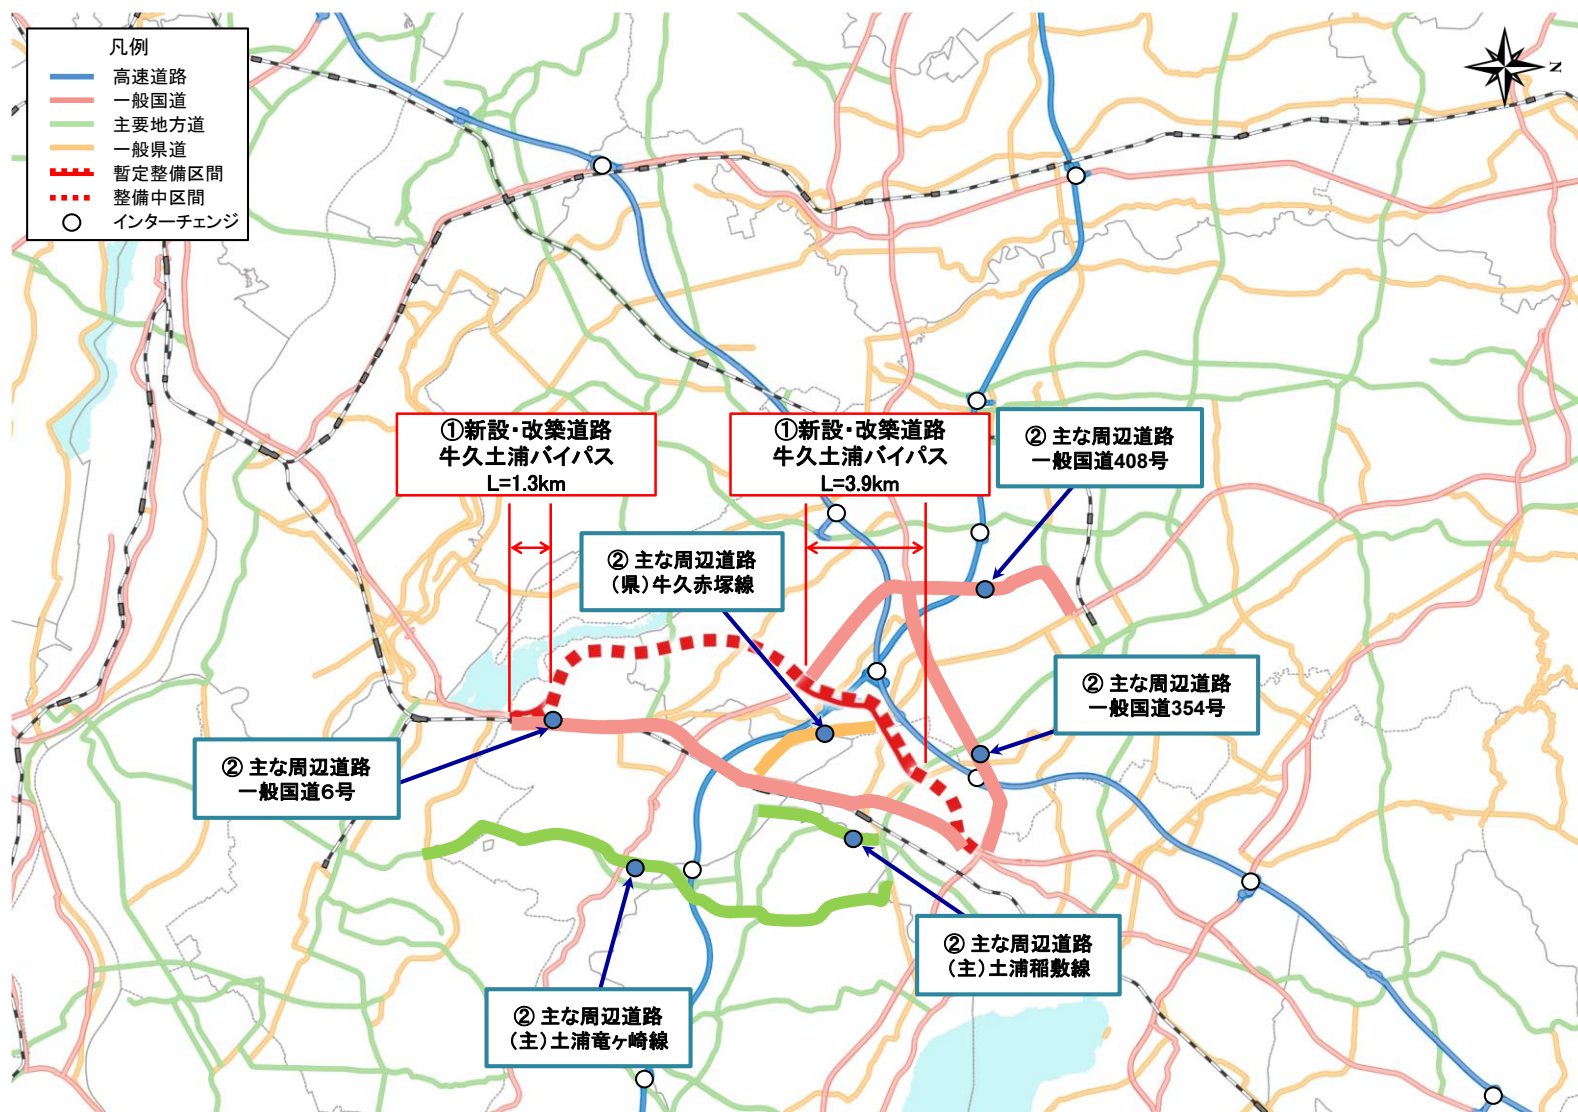 凡例
高速道路
一般国道
主要地方道
一般県道
暫定整備区間
整備中区間
インターチェンジ
N
①新設・改築道路
牛久土浦バイパス
L=1.3km
①新設・改築道路
牛久土浦バイパス
L=3.9km
② 主な周辺道路
一般国道408号
② 主な周辺道路
(県)牛久赤塚線
② 主な周辺道路
一般国道354号
② 主な周辺道路
一般国道6号
② 主な周辺道路
(主)土浦稲敷線
② 主な周辺道路
(主)土浦竜ヶ崎線